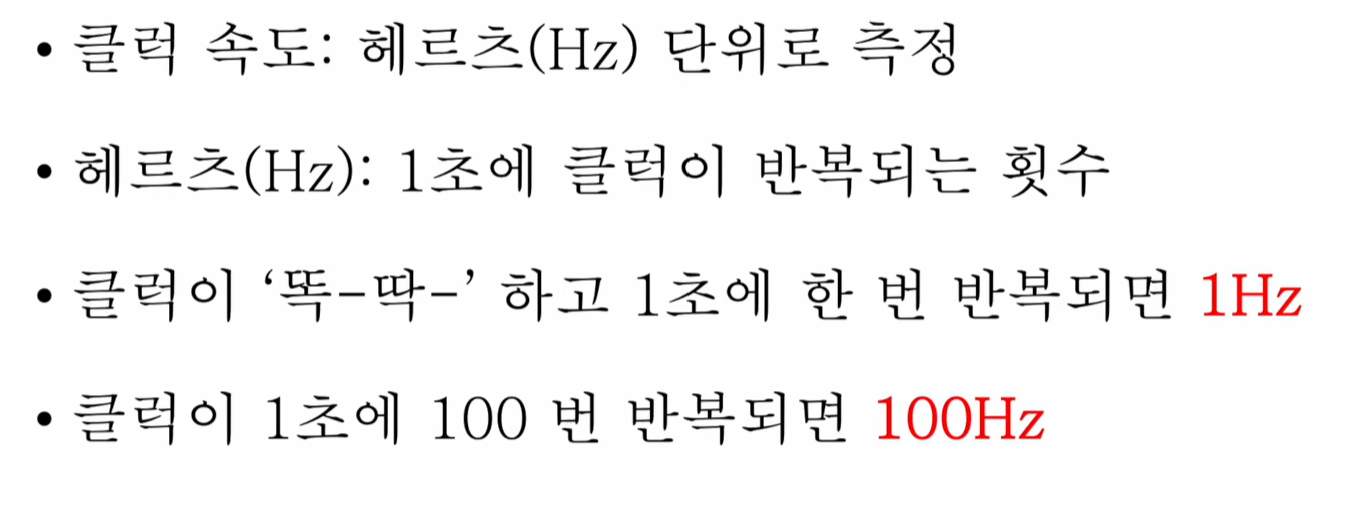 • 클럭 속도: 헤르츠(Hz) 단위로 측정
• 헤르츠(Hz): 1초에 클럭이 반복되는 횟수
• 클럭이 ‘똑–딱–’ 하고 1초에 한 번 반복되면 1Hz
• 클럭이 1초에 100 번 반복되면 100Hz